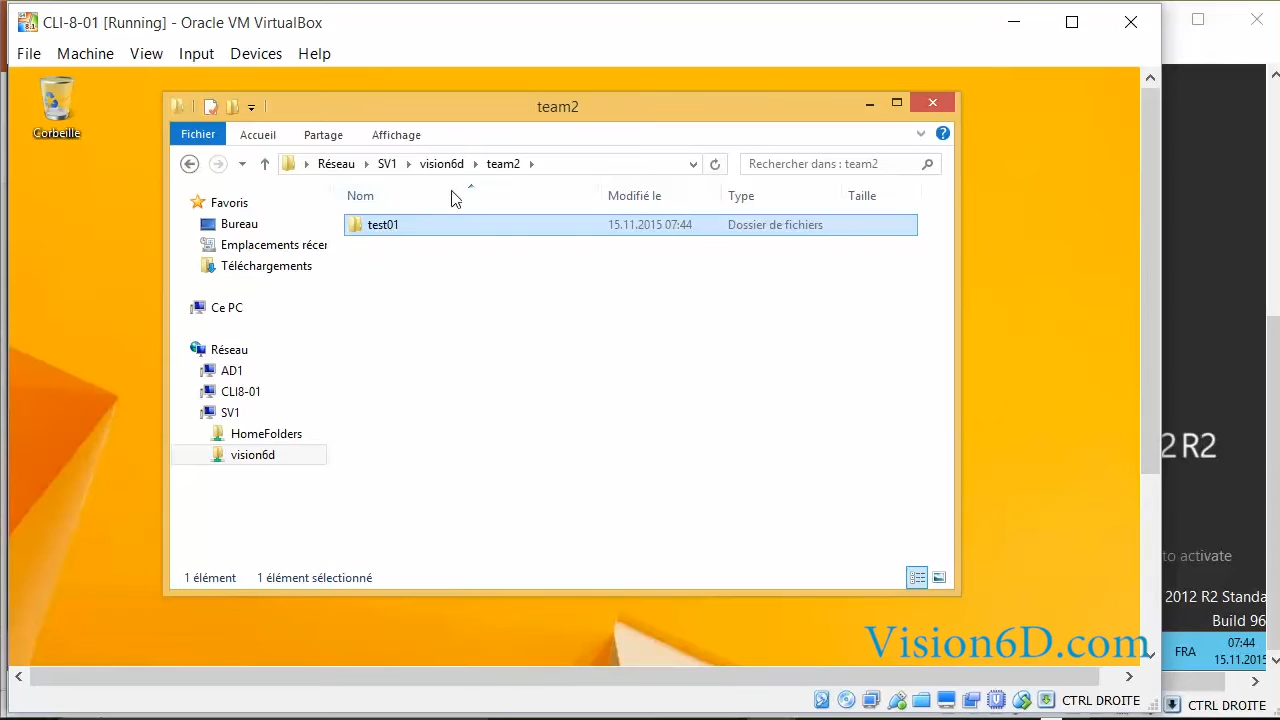 CLI-8-01 [Running] - Oracle VM VirtualBox
File Machine View Input Devices Help
Corbeille
team2
Fichier Accueil Partage Affichage
Réseau SV1 vision6d team2
Rechercher dans : team2
Nom Modifié le Type Taille
test01 15.11.2015 07:44 Dossier de fichiers
Favoris
Bureau
Emplacements récer
Téléchargements
Ce PC
Réseau
AD1
CLI8-01
SV1
HomeFolders
vision6d
1 élément 1 élément sélectionné
2 R2
to activate
2012 R2 Standa
Build 96
FRA 07:44
15.11.2015
Vision6D.com
CTRL DROITE
CTRL DROITE